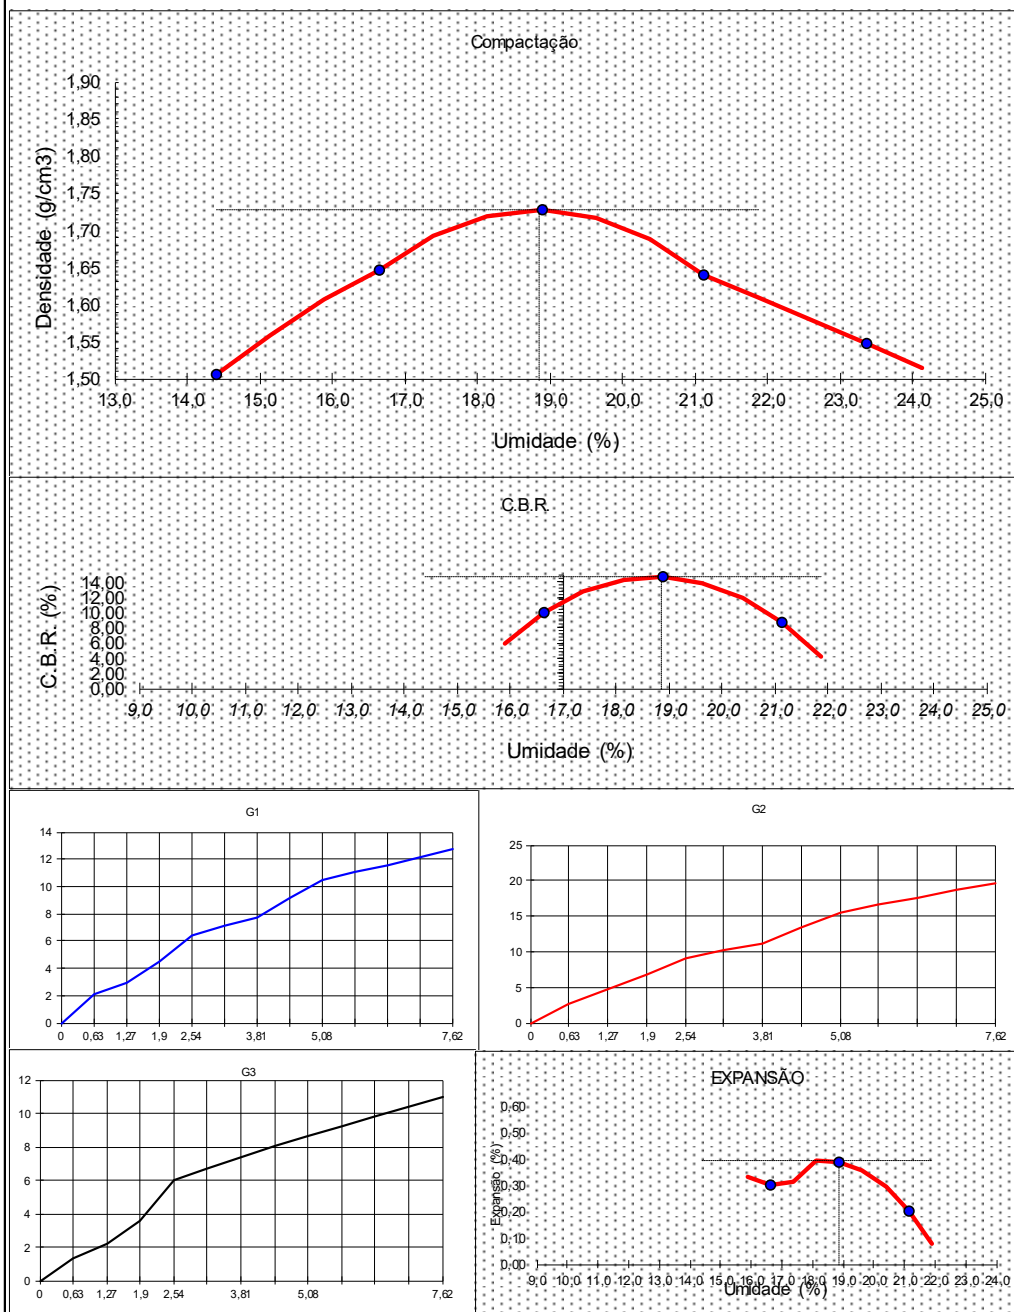 Compactação
Densidade (g/cm3)
1,90
1,85
1,80
1,75
1,70
1,65
1,60
1,55
1,50
13,0 14,0 15,0 16,0 17,0 18,0 19,0 20,0 21,0 22,0 23,0 24,0 25,0
Umidade (%)
C.B.R.
C.B.R. (%)
14,00
12,00
10,00
8,00
6,00
4,00
2,00
0,00
9,0 10,0 11,0 12,0 13,0 14,0 15,0 16,0 17,0 18,0 19,0 20,0 21,0 22,0 23,0 24,0 25,0
Umidade (%)
G1
14
12
10
8
6
4
2
0
0 0,63 1,27 1,9 2,54 3,81 5,08 7,62
G2
25
20
15
10
5
0
0 0,63 1,27 1,9 2,54 3,81 5,08 7,62
G3
12
10
8
6
4
2
0
0 0,63 1,27 1,9 2,54 3,81 5,08 7,62
EXPANSÃO
Expansão (%)
0,60
0,50
0,40
0,30
0,20
0,10
0,00
9,0 10,0 11,0 12,0 13,0 14,0 15,0 16,0 17,0 18,0 19,0 20,0 21,0 22,0 23,0 24,0
Umidade (%)